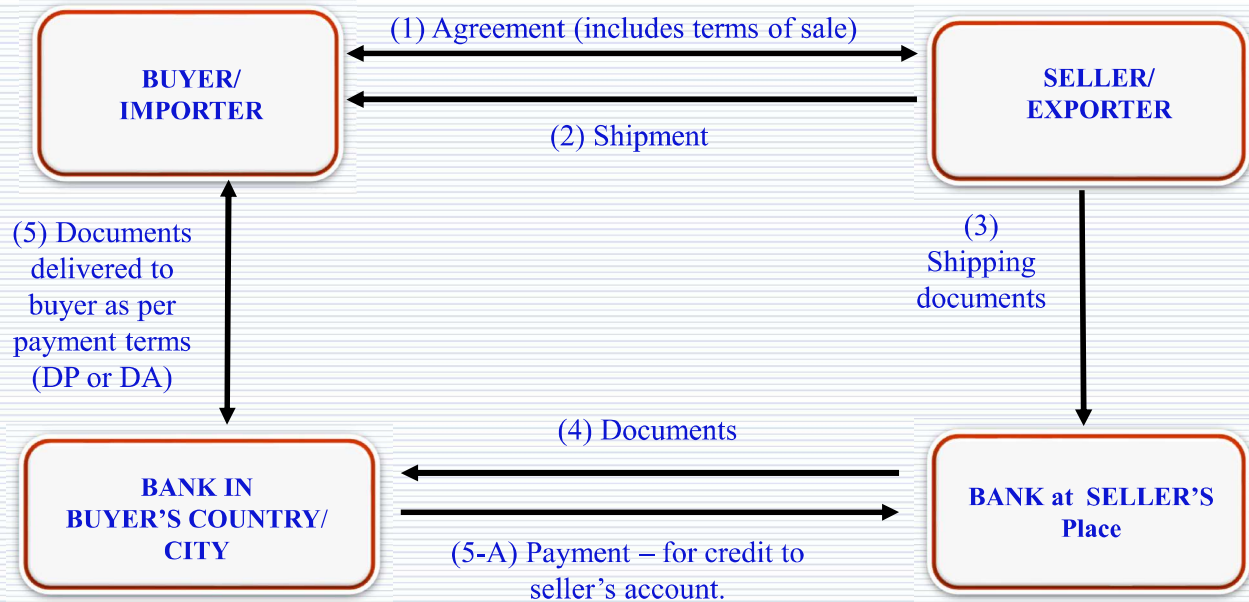 (1) Agreement (includes terms of sale)
BUYER/
IMPORTER
SELLER/
EXPORTER
(2) Shipment
(5) Documents
delivered to
buyer as per
payment terms
(DP or DA)
(3)
Shipping
documents
(4) Documents
BANK IN
BUYER’S COUNTRY/
CITY
BANK at SELLER’S
Place
(5-A) Payment – for credit to
seller’s account.